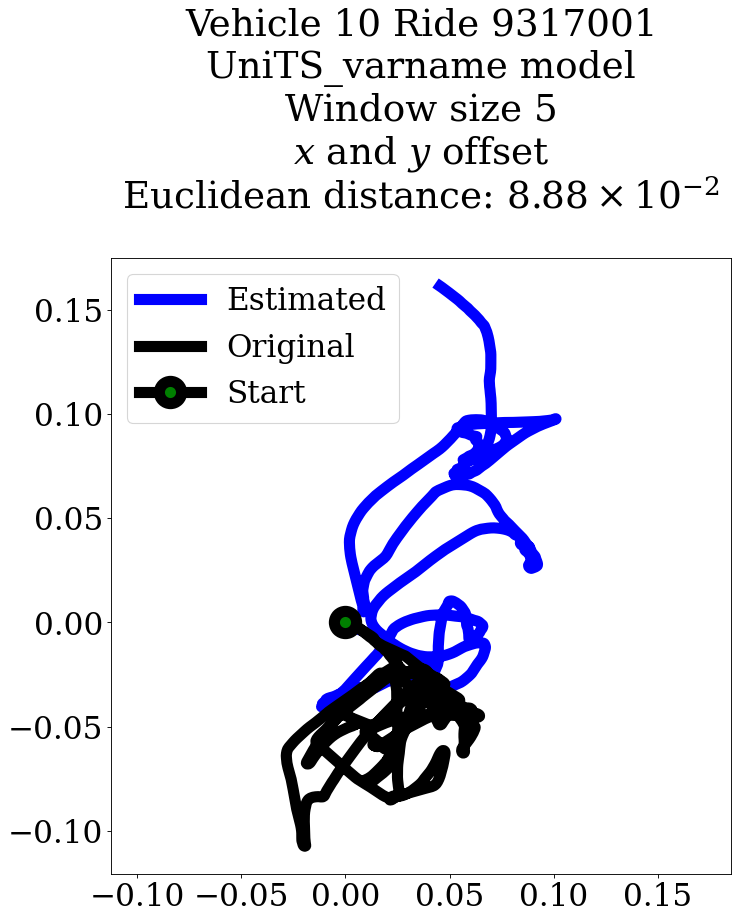 Vehicle 10 Ride 9317001
UniTS_varname model
Window size 5
x and y offset
Euclidean distance: 8.88 × 10⁻²
Estimated
Original
Start
0.15
0.10
0.05
0.00
−0.05
−0.10
−0.10 −0.05 0.00 0.05 0.10 0.15